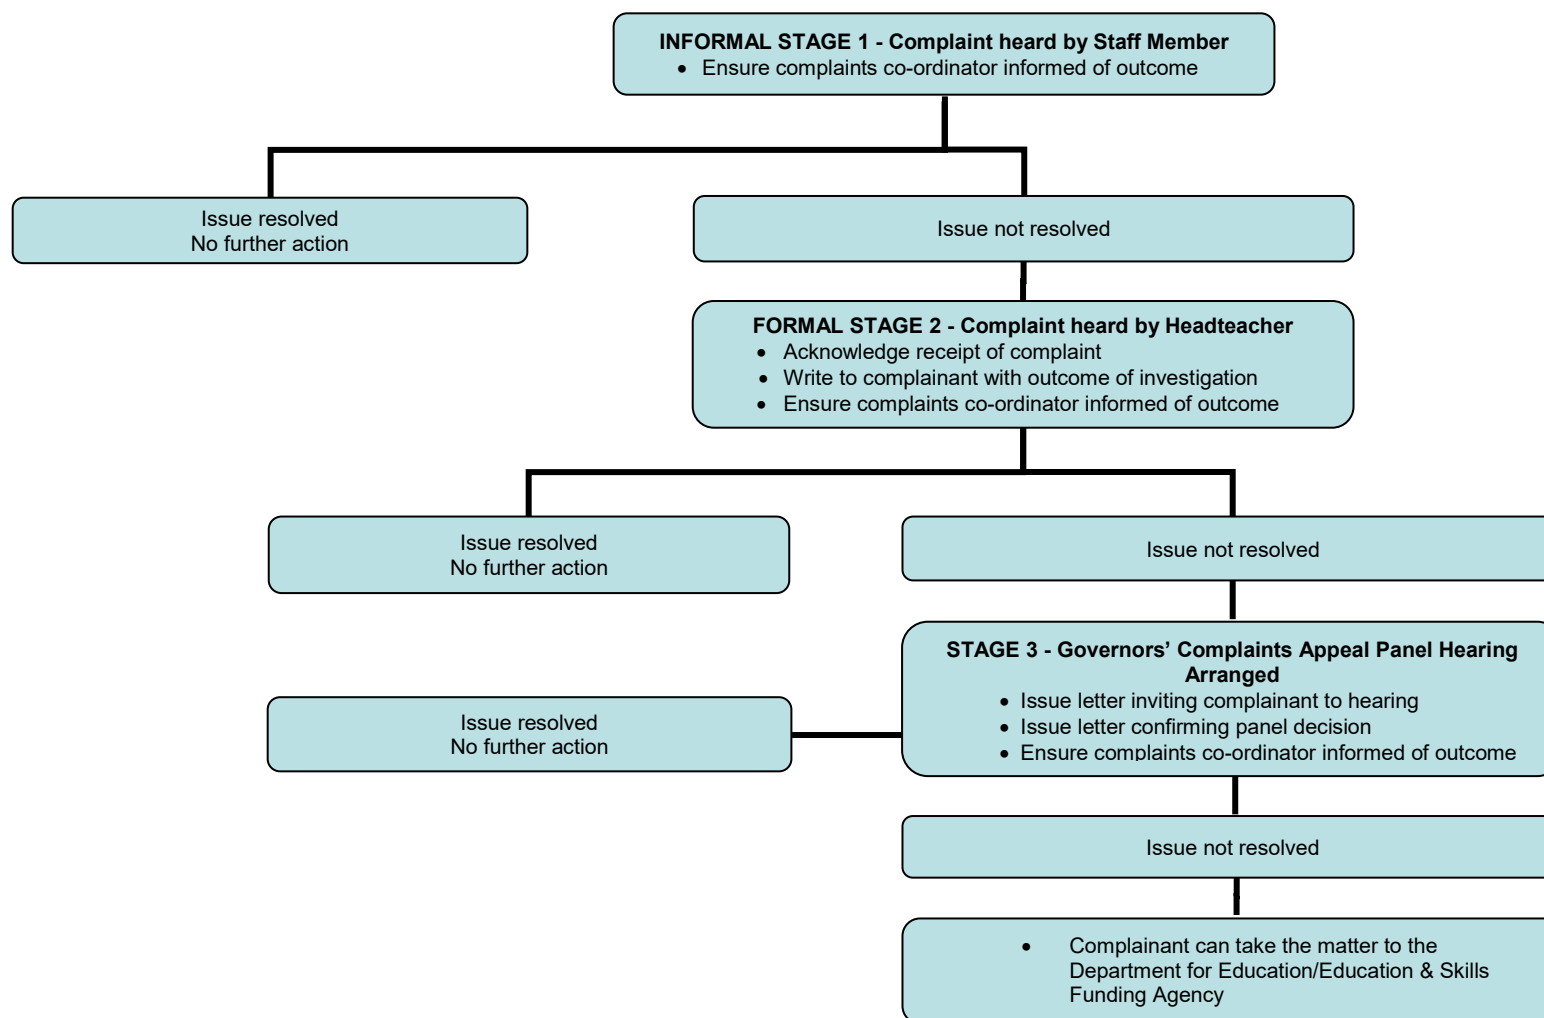 INFORMAL STAGE 1 - Complaint heard by Staff Member
• Ensure complaints co-ordinator informed of outcome
Issue resolved
No further action
Issue not resolved
FORMAL STAGE 2 - Complaint heard by Headteacher
• Acknowledge receipt of complaint
• Write to complainant with outcome of investigation
• Ensure complaints co-ordinator informed of outcome
Issue resolved
No further action
Issue not resolved
STAGE 3 - Governors’ Complaints Appeal Panel Hearing
Arranged
• Issue letter inviting complainant to hearing
• Issue letter confirming panel decision
• Ensure complaints co-ordinator informed of outcome
Issue resolved
No further action
Issue not resolved
• Complainant can take the matter to the
Department for Education/Education & Skills
Funding Agency